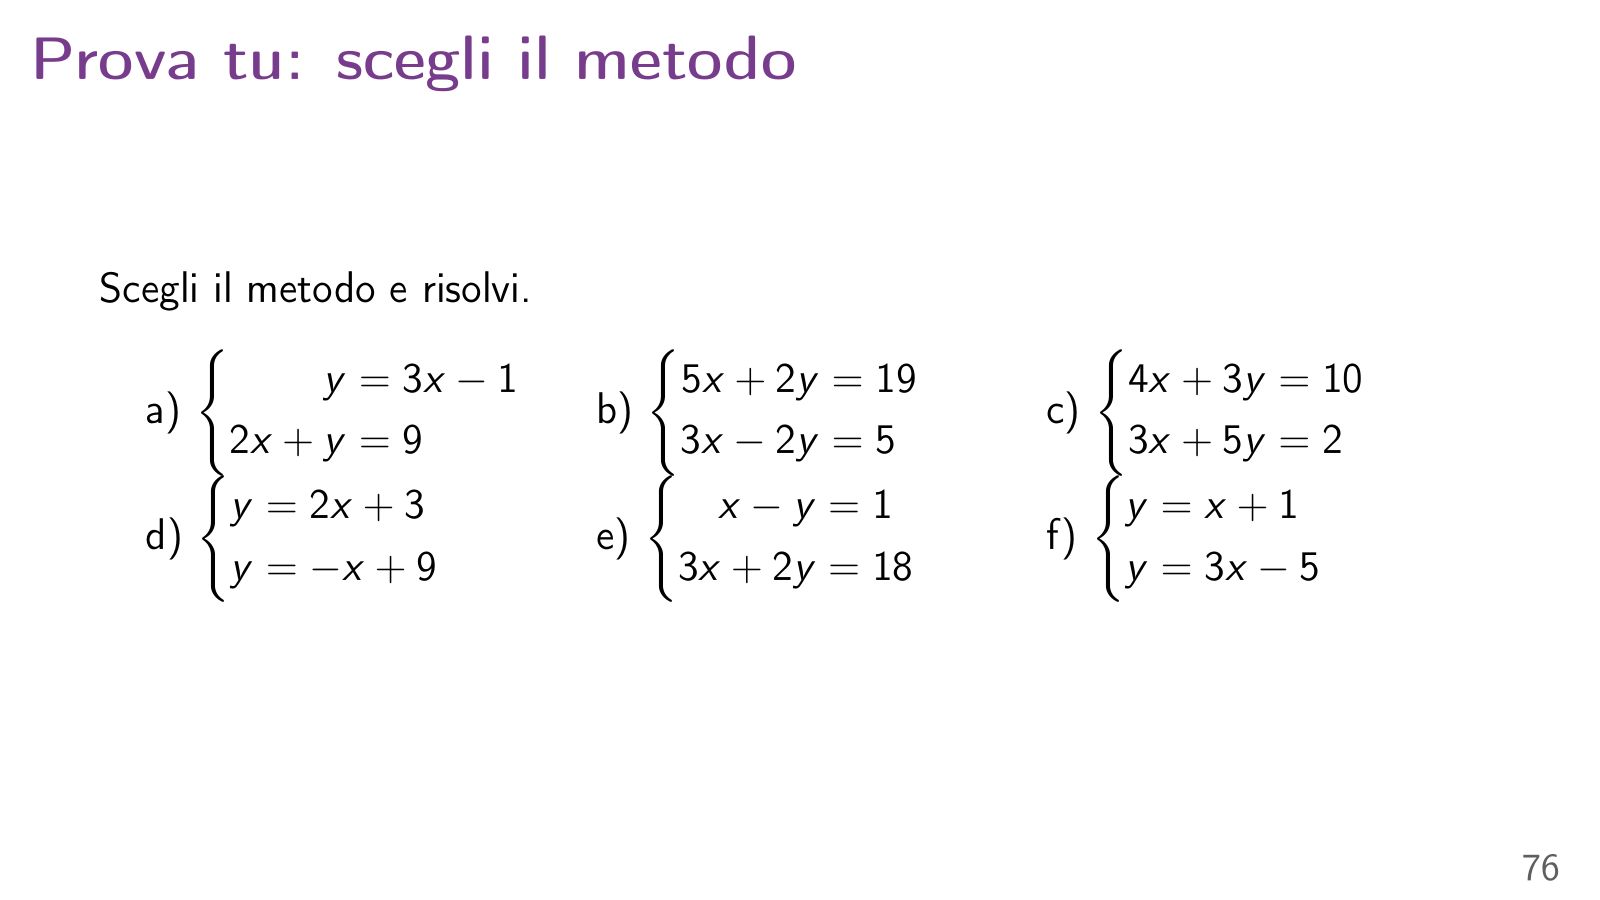 Prova tu: scegli il metodo
Scegli il metodo e risolvi.
a) { y = 3x − 1
2x + y = 9
b) { 5x + 2y = 19
3x − 2y = 5
c) { 4x + 3y = 10
3x + 5y = 2
d) { y = 2x + 3
y = −x + 9
e) { x − y = 1
3x + 2y = 18
f) { y = x + 1
y = 3x − 5
76